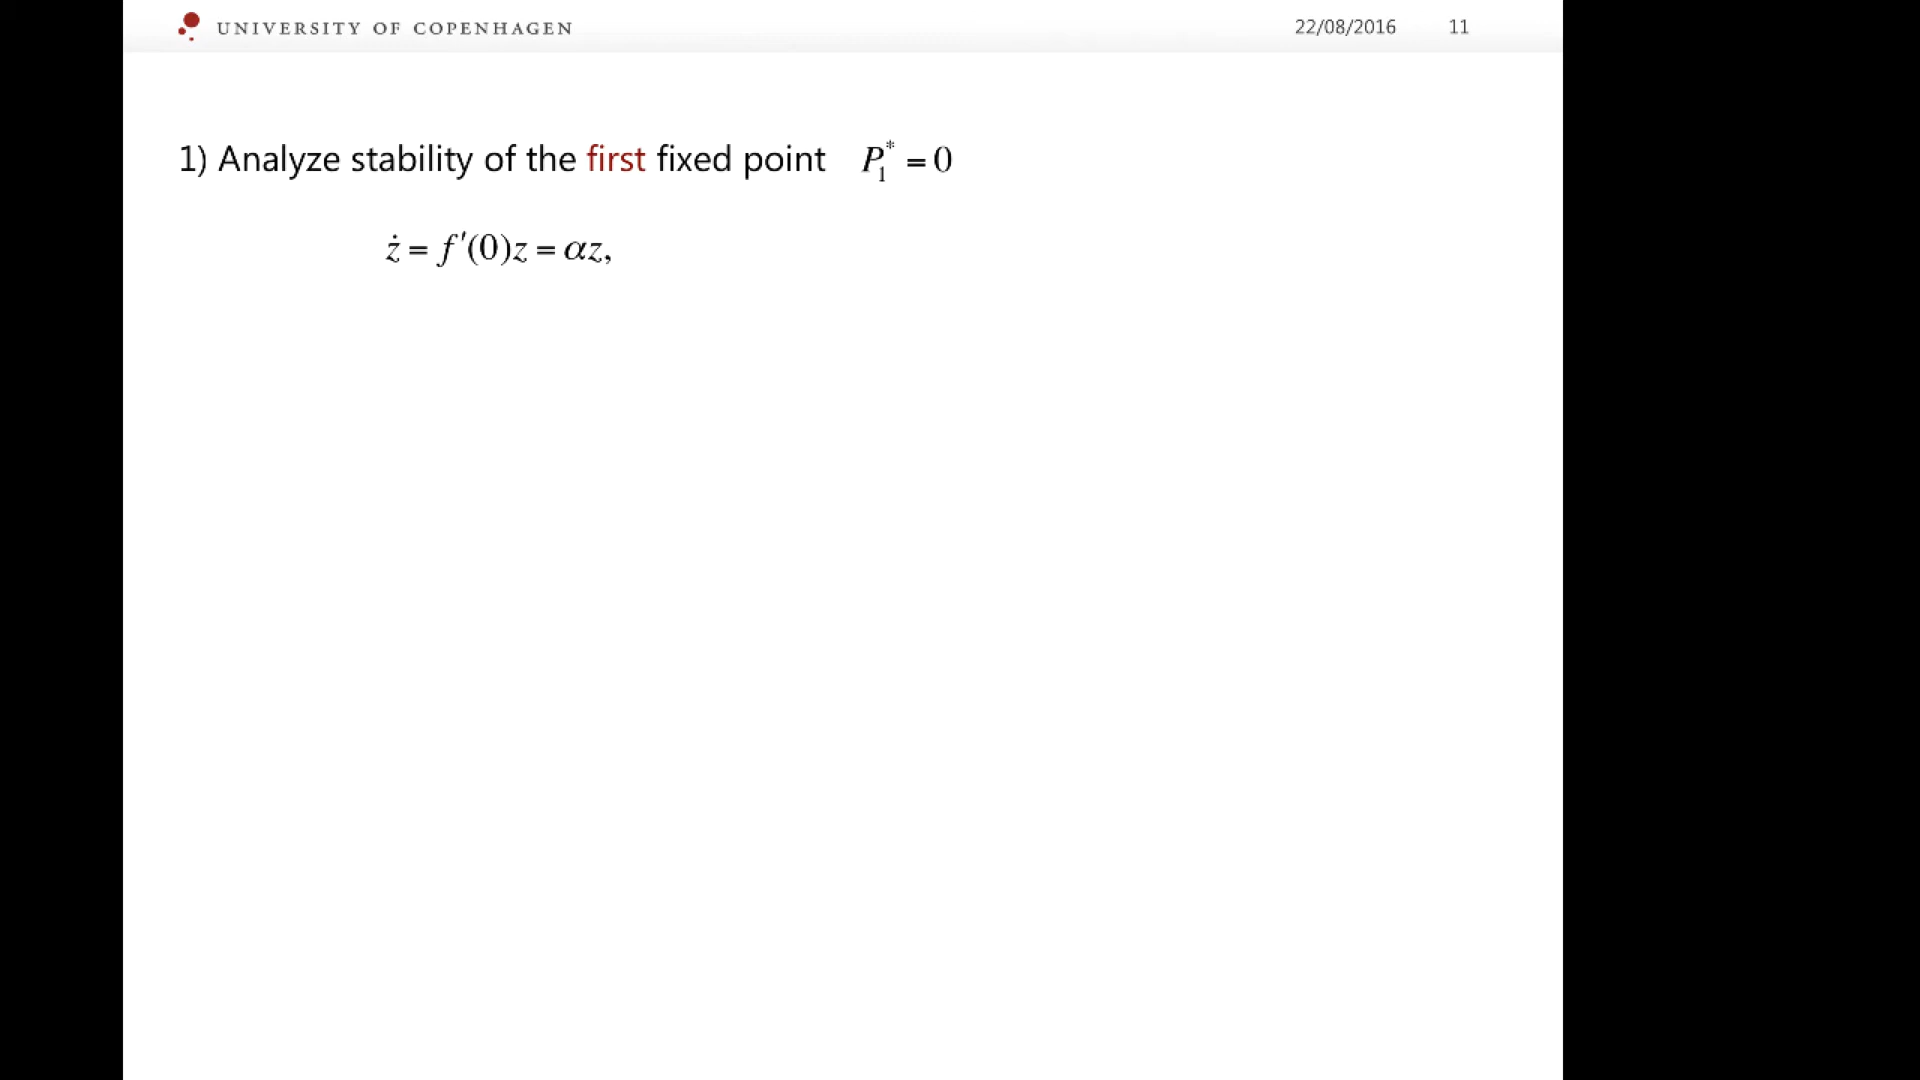 UNIVERSITY OF COPENHAGEN 22/08/2016 11
1) Analyze stability of the first fixed point P₁* = 0
ż = f′(0)z = αz,